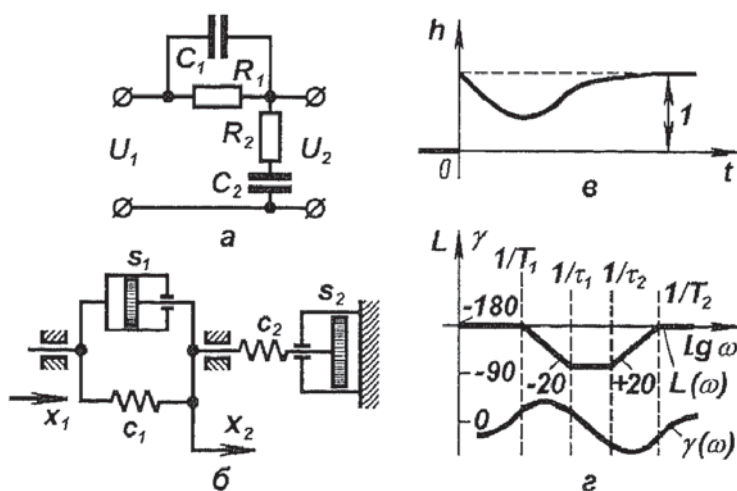 C₁
R₁
R₂
U₁
U₂
C₂
а
h
1
0
t
в
s₁
s₂
c₂
x₁
c₁
x₂
б
L γ 1/T₁ 1/τ₁ 1/τ₂
1/T₂
-180
Lg ω
-20 +20 L(ω)
-90
0
γ(ω)
г